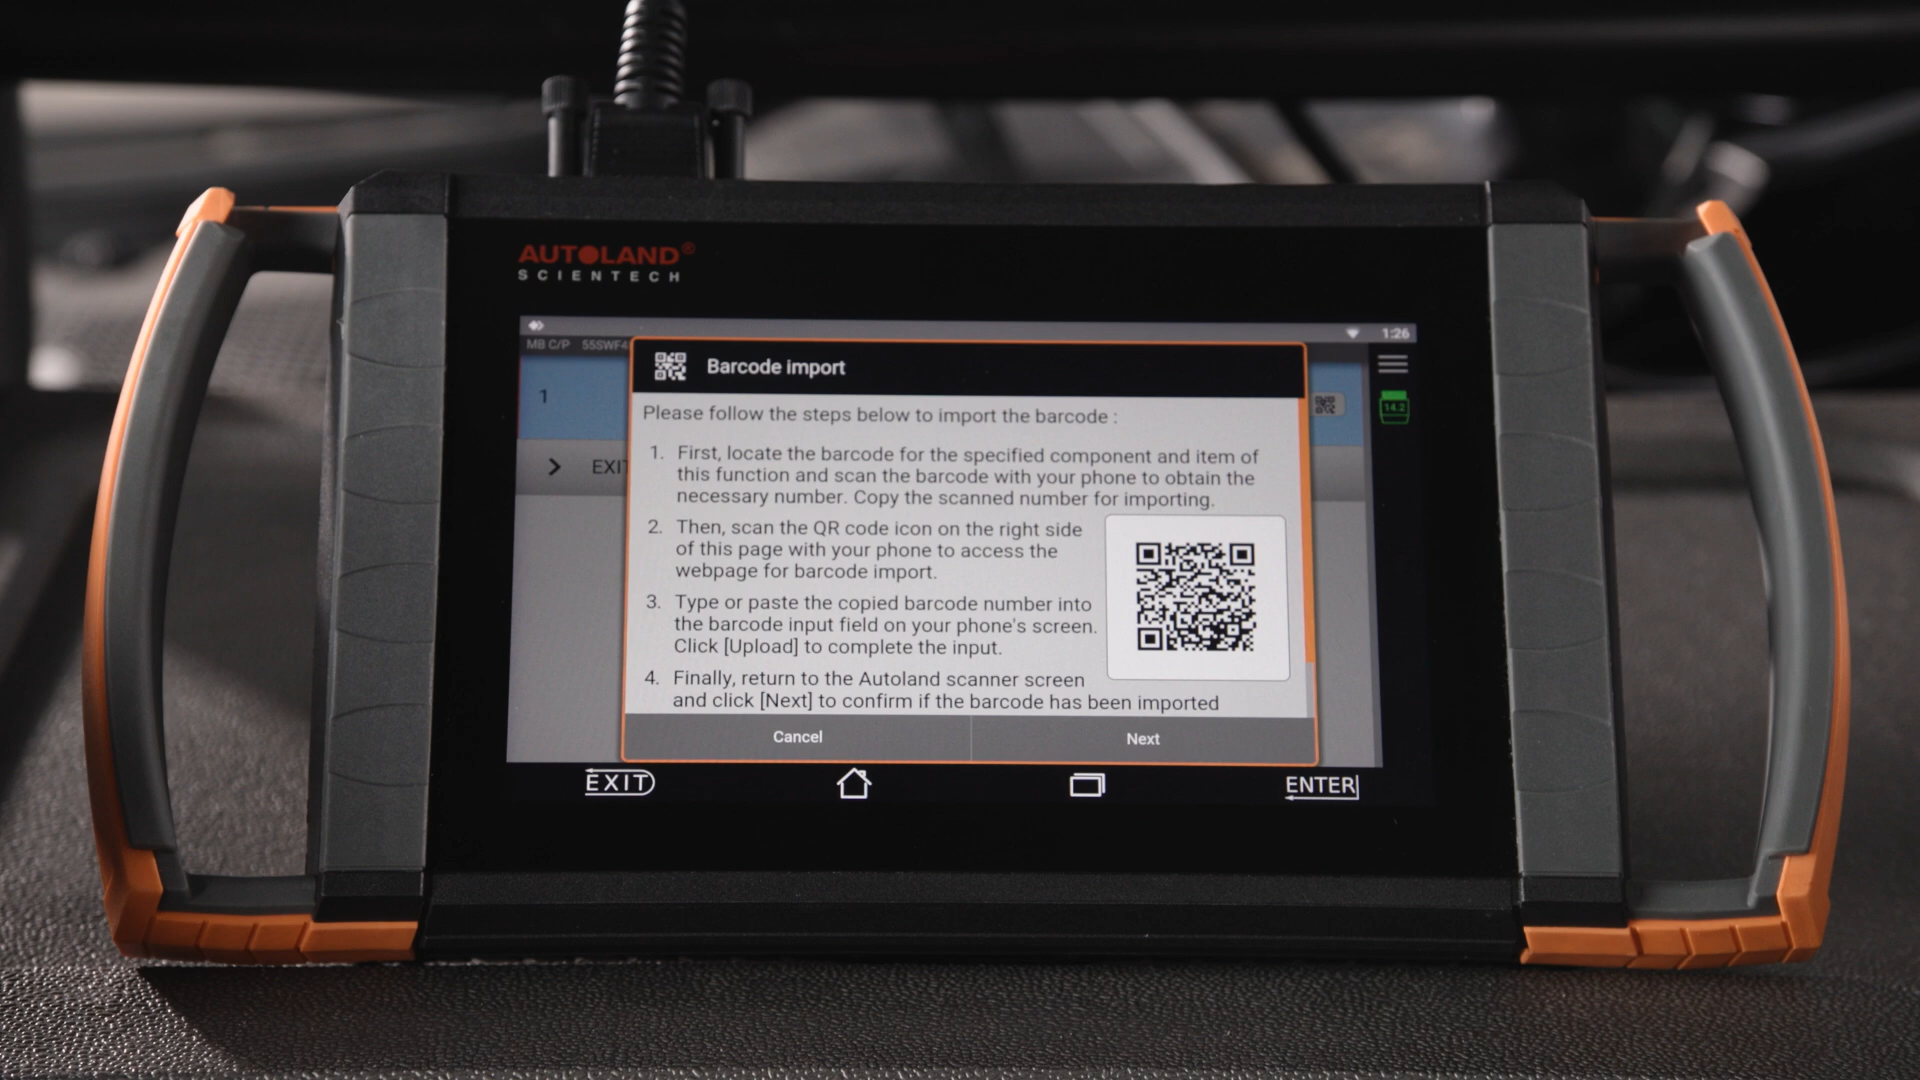 AUTOLAND®
SCIENTECH
1:26
MB C/P 55SWF4
Barcode import
1
14.2
EXIT
Please follow the steps below to import the barcode :
1. First, locate the barcode for the specified component and item of
this function and scan the barcode with your phone to obtain the
necessary number. Copy the scanned number for importing.
2. Then, scan the QR code icon on the right side
of this page with your phone to access the
webpage for barcode import.
3. Type or paste the copied barcode number into
the barcode input field on your phone's screen.
Click [Upload] to complete the input.
4. Finally, return to the Autoland scanner screen
and click [Next] to confirm if the barcode has been imported
Cancel
Next
EXIT
ENTER